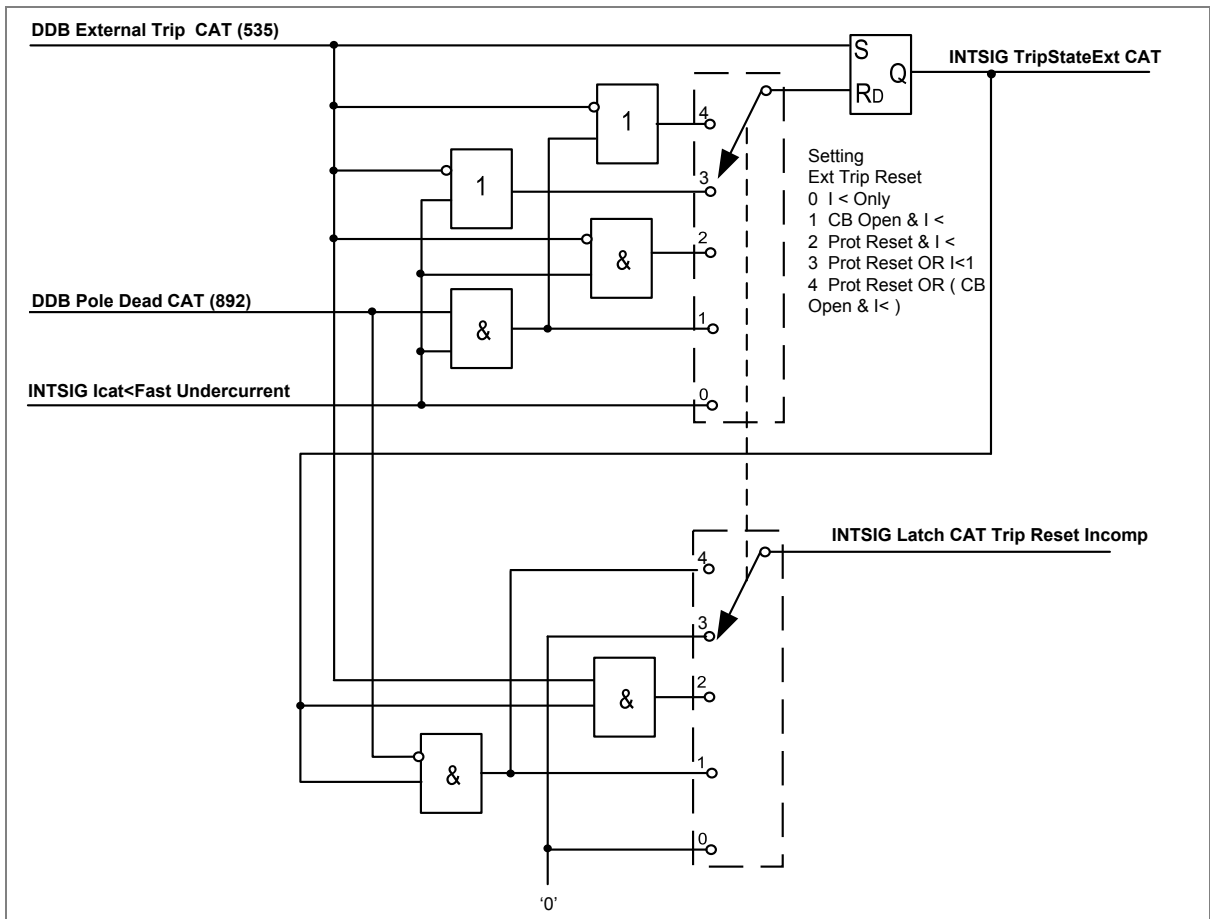 DDB External Trip CAT (535)
S
Q
RD
INTSIG TripStateExt CAT
1
4
Setting
Ext Trip Reset
0 I < Only
1 CB Open & I <
2 Prot Reset & I <
3 Prot Reset OR I<1
4 Prot Reset OR ( CB
Open & I< )
1
3
&
2
DDB Pole Dead CAT (892)
&
1
INTSIG Icat<Fast Undercurrent
0
INTSIG Latch CAT Trip Reset Incomp
4
3
&
2
&
1
0
'0'